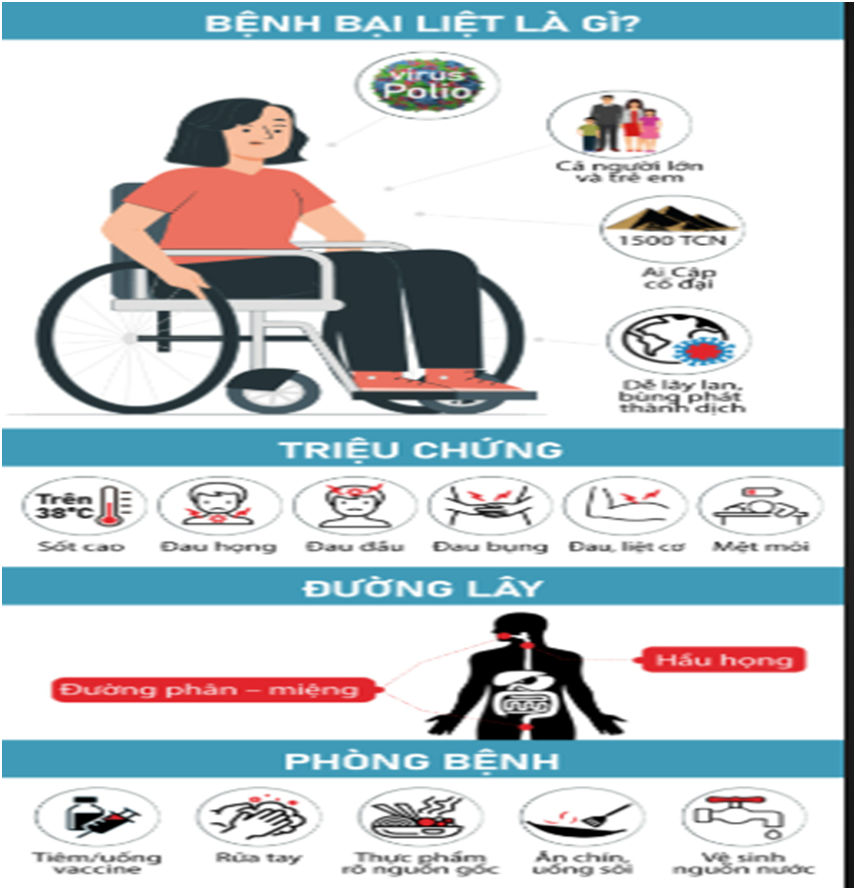 BỆNH BẠI LIỆT LÀ GÌ?
virus
Polio
Cả người lớn
và trẻ em
1500 TCN
Ai Cập
cổ đại
Dễ lây lan,
bùng phát
thành dịch
TRIỆU CHỨNG
Trên
38°C
Sốt cao
Đau họng
Đau đầu
Đau bụng
Đau, liệt cơ
Mệt mỏi
ĐƯỜNG LÂY
Hầu họng
Đường phân – miệng
PHÒNG BỆNH
Tiêm/uống
vaccine
Rửa tay
Thực phẩm
rõ nguồn gốc
Ăn chín,
uống sôi
Vệ sinh
nguồn nước